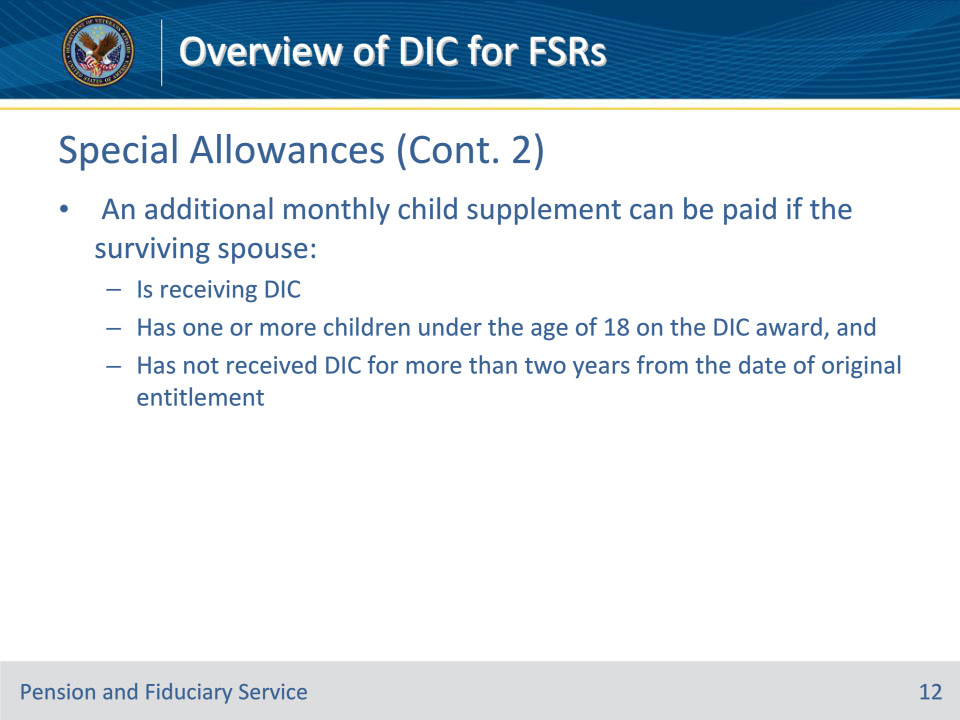 Overview of DIC for FSRs
Special Allowances (Cont. 2)
• An additional monthly child supplement can be paid if the
surviving spouse:
– Is receiving DIC
– Has one or more children under the age of 18 on the DIC award, and
– Has not received DIC for more than two years from the date of original
entitlement
Pension and Fiduciary Service
12